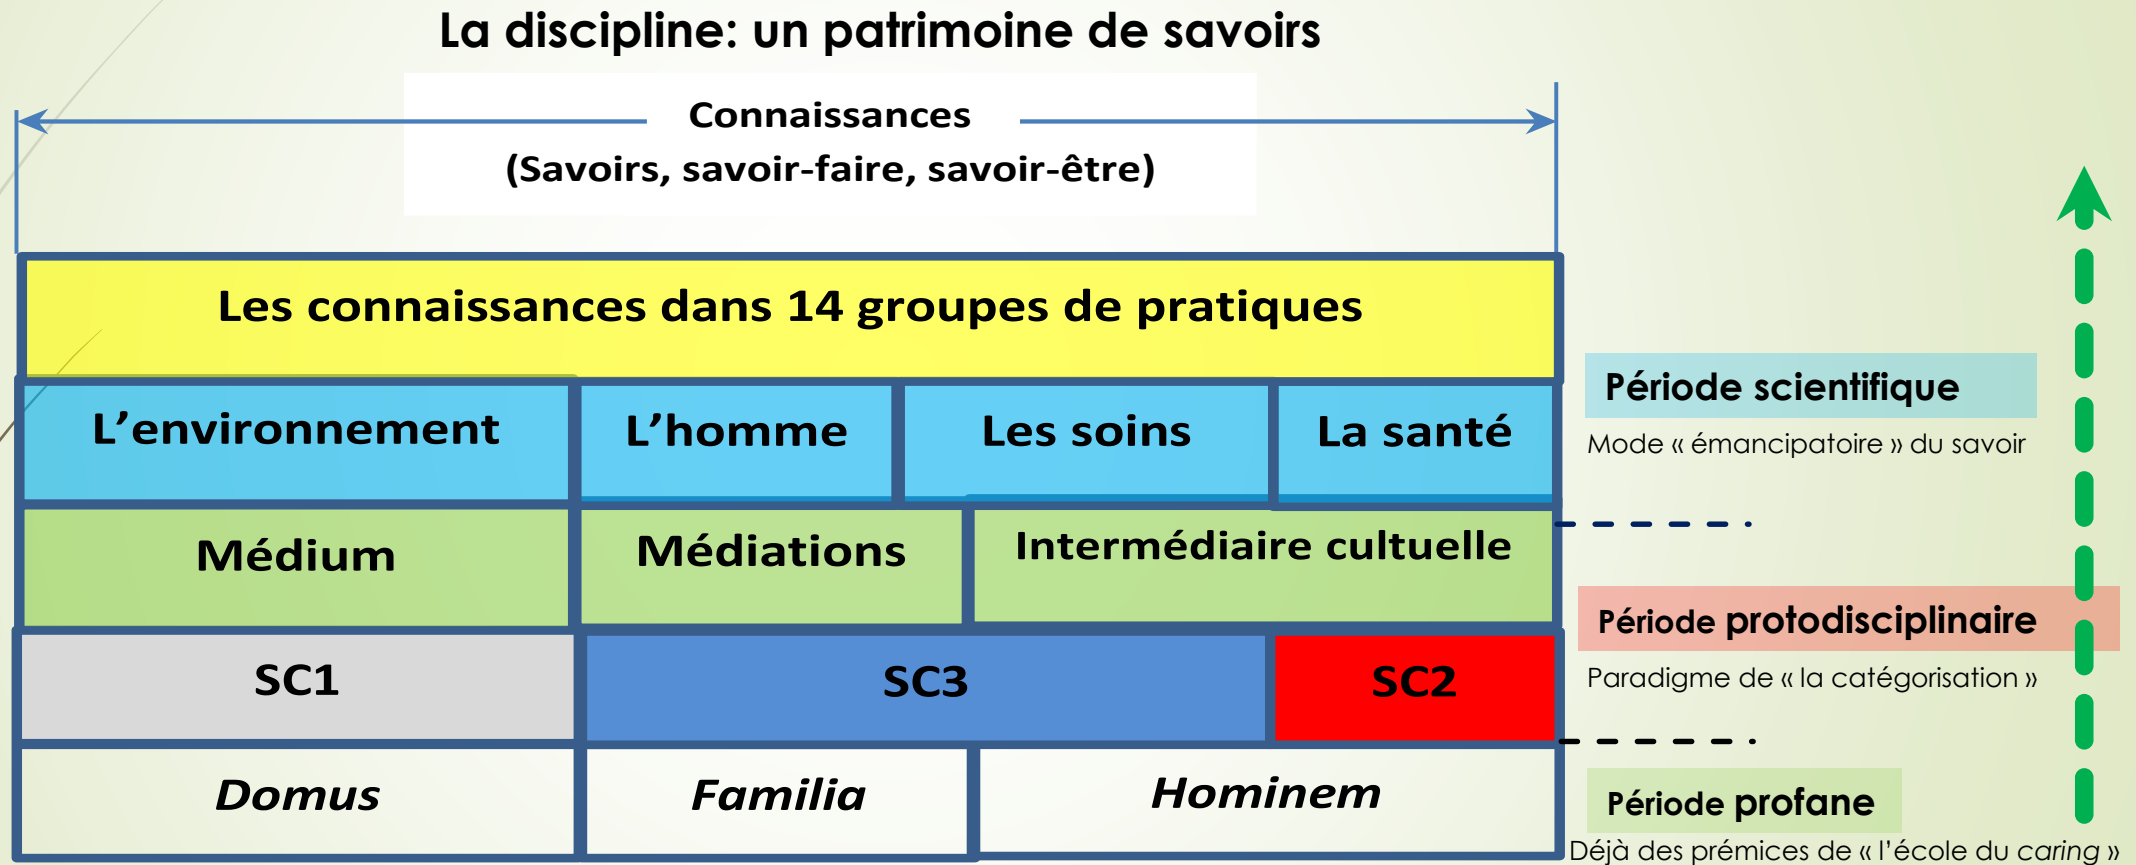 La discipline: un patrimoine de savoirs
Connaissances
(Savoirs, savoir-faire, savoir-être)
Les connaissances dans 14 groupes de pratiques
L’environnement
L’homme
Les soins
La santé
Période scientifique
Mode « émancipatoire » du savoir
Médium
Médiations
Intermédiaire cultuelle
Période protodisciplinaire
Paradigme de « la catégorisation »
SC1
SC3
SC2
Domus
Familia
Hominem
Période profane
Déjà des prémices de « l’école du caring »